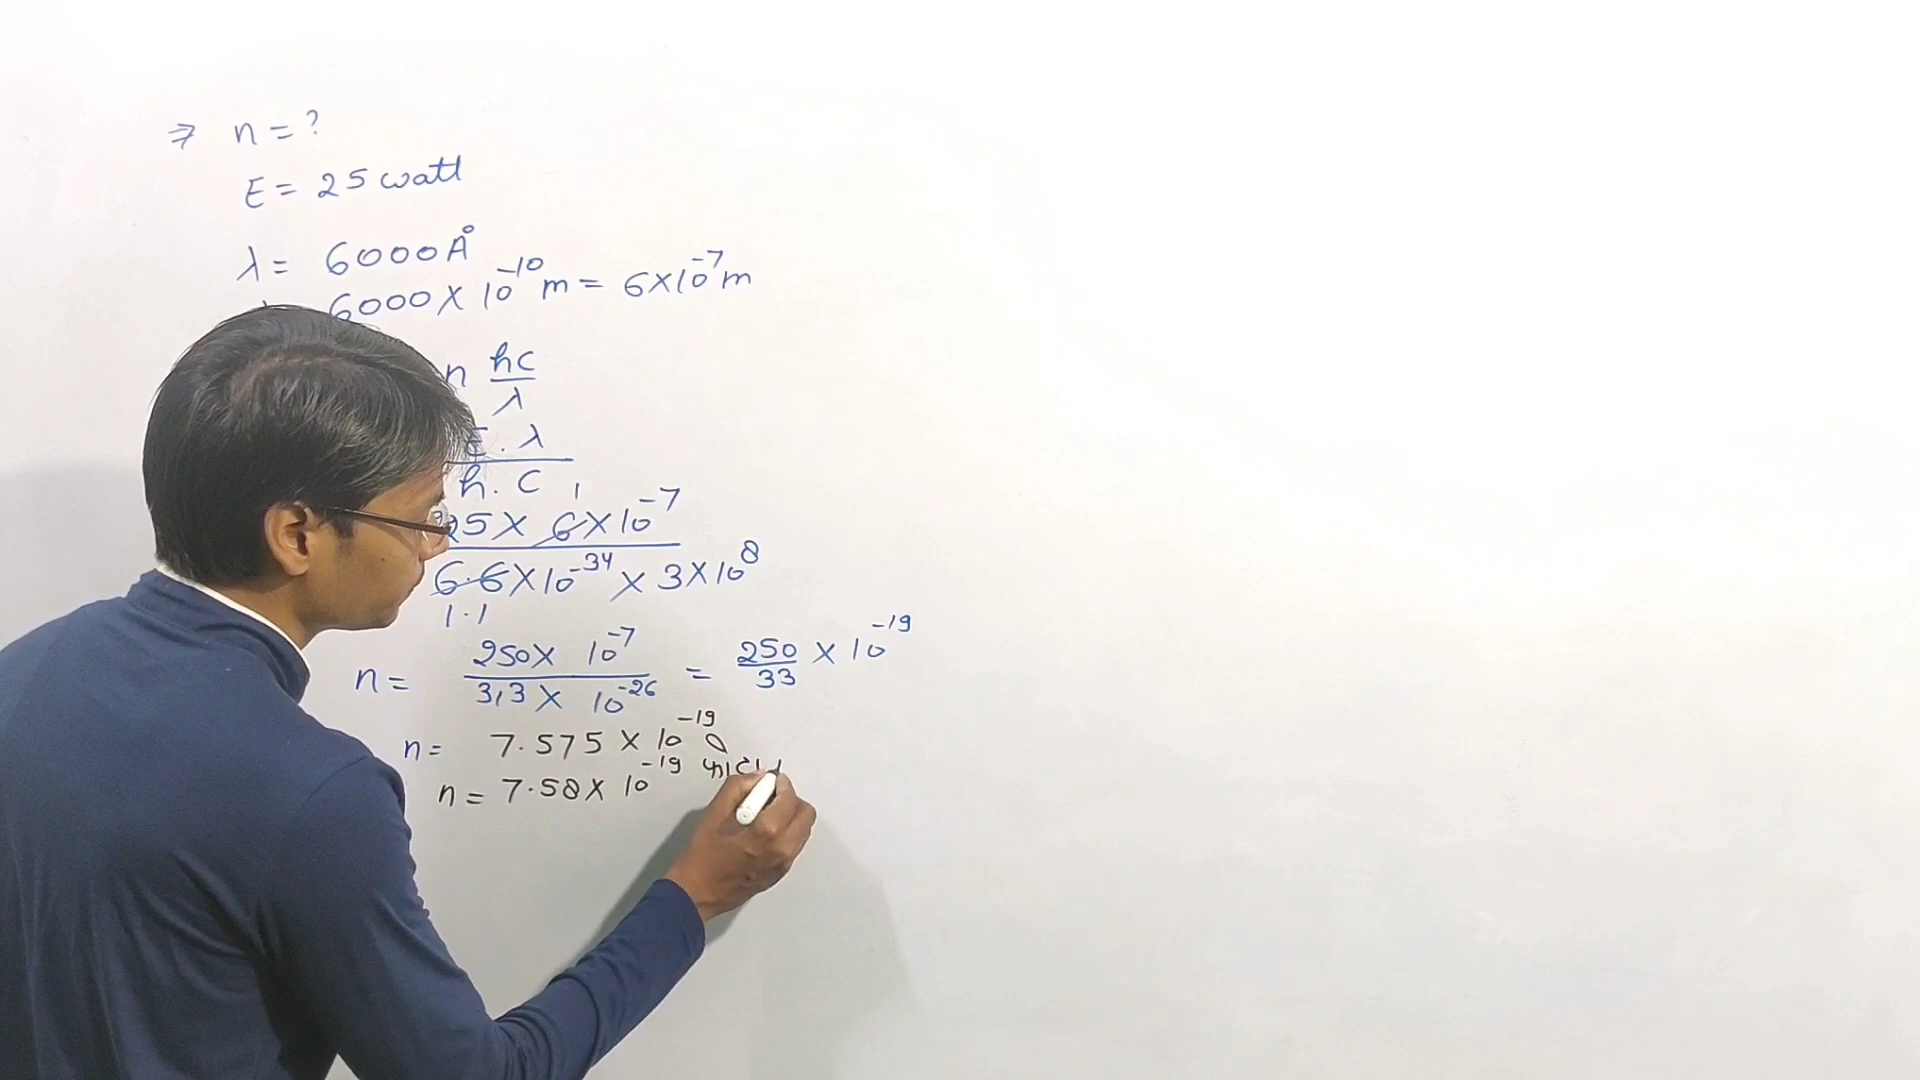 ⇒ n = ?
E = 25 watt
λ = 6000 Å
6000 × 10⁻¹⁰ m = 6×10⁻⁷ m
n hc/λ
E . λ / h . c
25 × 6 × 10⁻⁷ / 6.6 × 10⁻³⁴ × 3 × 10⁸
1
1.1
n = 250 × 10⁻⁷ / 3,3 × 10⁻²⁶ = 250/33 × 10⁻¹⁹
n = 7.575 × 10⁻¹⁹
n = 7.58 × 10⁻¹⁹